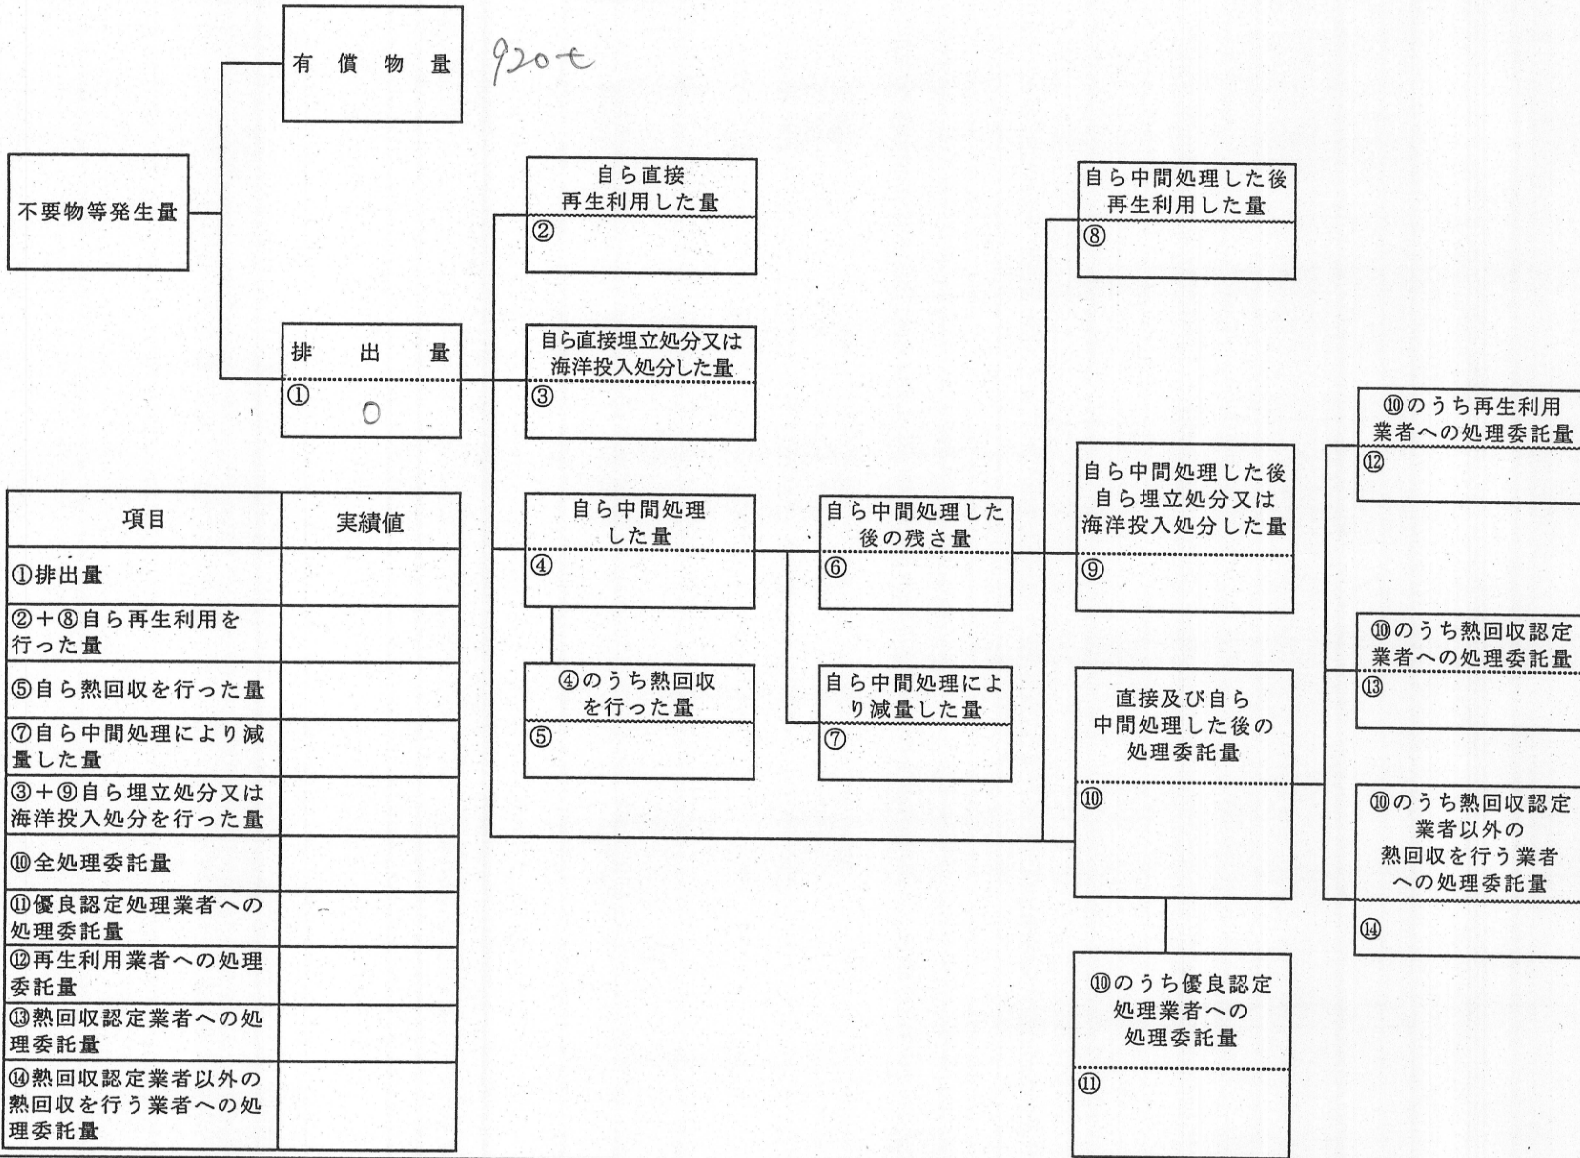 有償物量
920t
不要物等発生量
自ら直接
再生利用した量
②
自ら中間処理した後
再生利用した量
⑧
排出量
①
0
自ら直接埋立処分又は
海洋投入処分した量
③
⑩のうち再生利用
業者への処理委託量
⑫
自ら中間処理
した量
④
自ら中間処理した
後の残さ量
⑥
自ら中間処理した後
自ら埋立処分又は
海洋投入処分した量
⑨
④のうち熱回収
を行った量
⑤
自ら中間処理によ
り減量した量
⑦
直接及び自ら
中間処理した後の
処理委託量
⑩
⑩のうち熱回収認定
業者への処理委託量
⑬
⑩のうち熱回収認定
業者以外の
熱回収を行う業者
への処理委託量
⑭
⑩のうち優良認定
処理業者への
処理委託量
⑪
項目
実績値
①排出量
②+⑧自ら再生利用を
行った量
⑤自ら熱回収を行った量
⑦自ら中間処理により減
量した量
③+⑨自ら埋立処分又は
海洋投入処分を行った量
⑩全処理委託量
⑪優良認定処理業者への
処理委託量
⑫再生利用業者への処理
委託量
⑬熱回収認定業者への処
理委託量
⑭熱回収認定業者以外の
熱回収を行う業者への処
理委託量